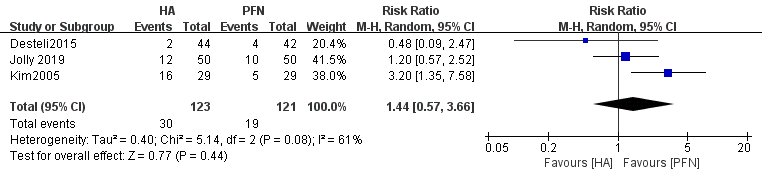 HA PFN Risk Ratio Risk Ratio
Study or Subgroup Events Total Events Total Weight M-H, Random, 95% CI M-H, Random, 95% CI
Desteli2015 2 44 4 42 20.4% 0.48 [0.09, 2.47]
Jolly 2019 12 50 10 50 41.5% 1.20 [0.57, 2.52]
Kim2005 16 29 5 29 38.0% 3.20 [1.35, 7.58]
Total (95% CI) 123 121 100.0% 1.44 [0.57, 3.66]
Total events 30 19
Heterogeneity: Tau² = 0.40; Chi² = 5.14, df = 2 (P = 0.08); I² = 61%
Test for overall effect: Z = 0.77 (P = 0.44)
0.05 0.2 1 5 20
Favours [HA] Favours [PFN]